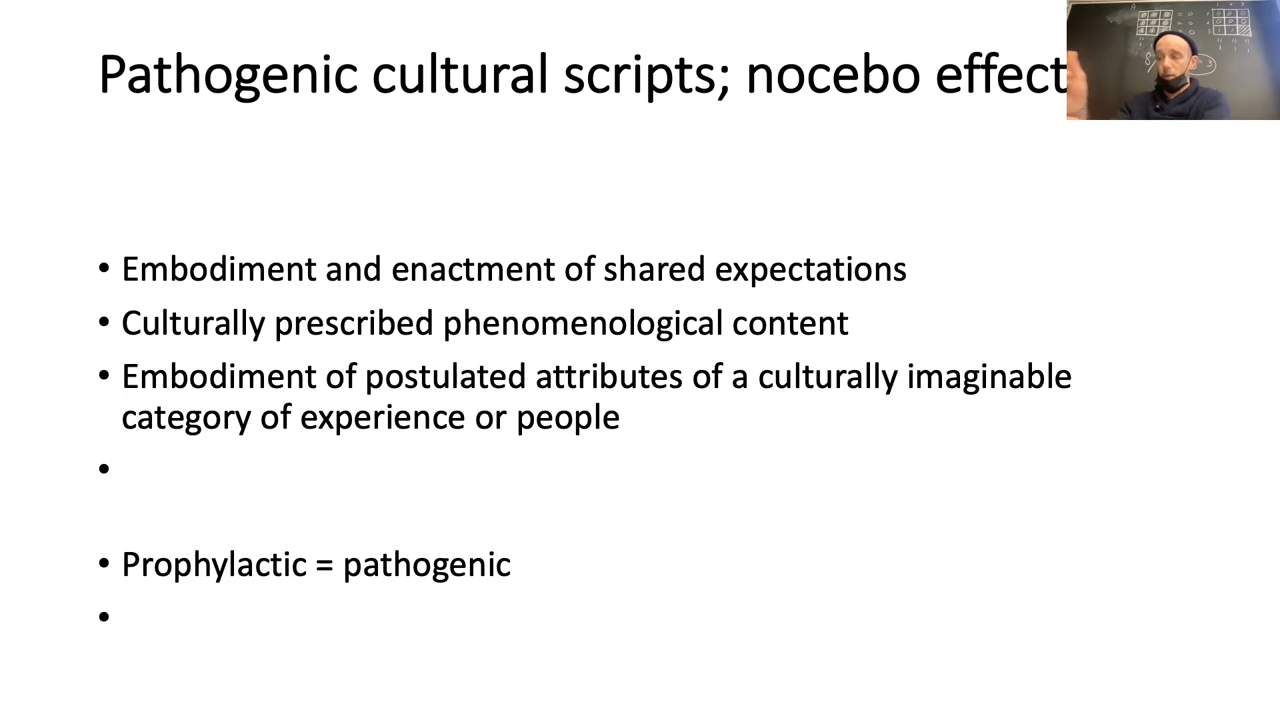 Pathogenic cultural scripts; nocebo effect
• Embodiment and enactment of shared expectations
• Culturally prescribed phenomenological content
• Embodiment of postulated attributes of a culturally imaginable
category of experience or people
•
• Prophylactic = pathogenic
•